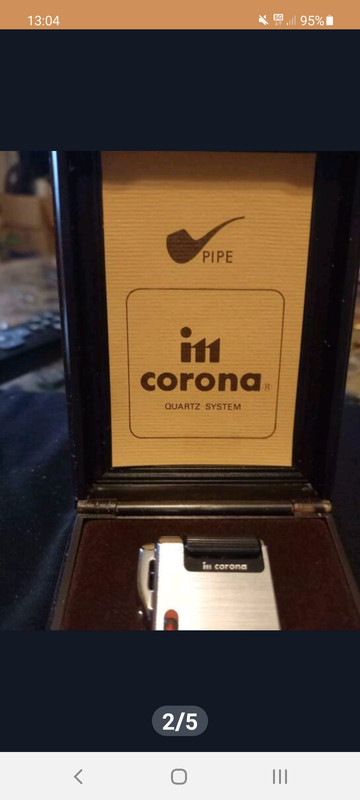 13:04
95%
PIPE
im
corona®
QUARTZ SYSTEM
im corona
2/5